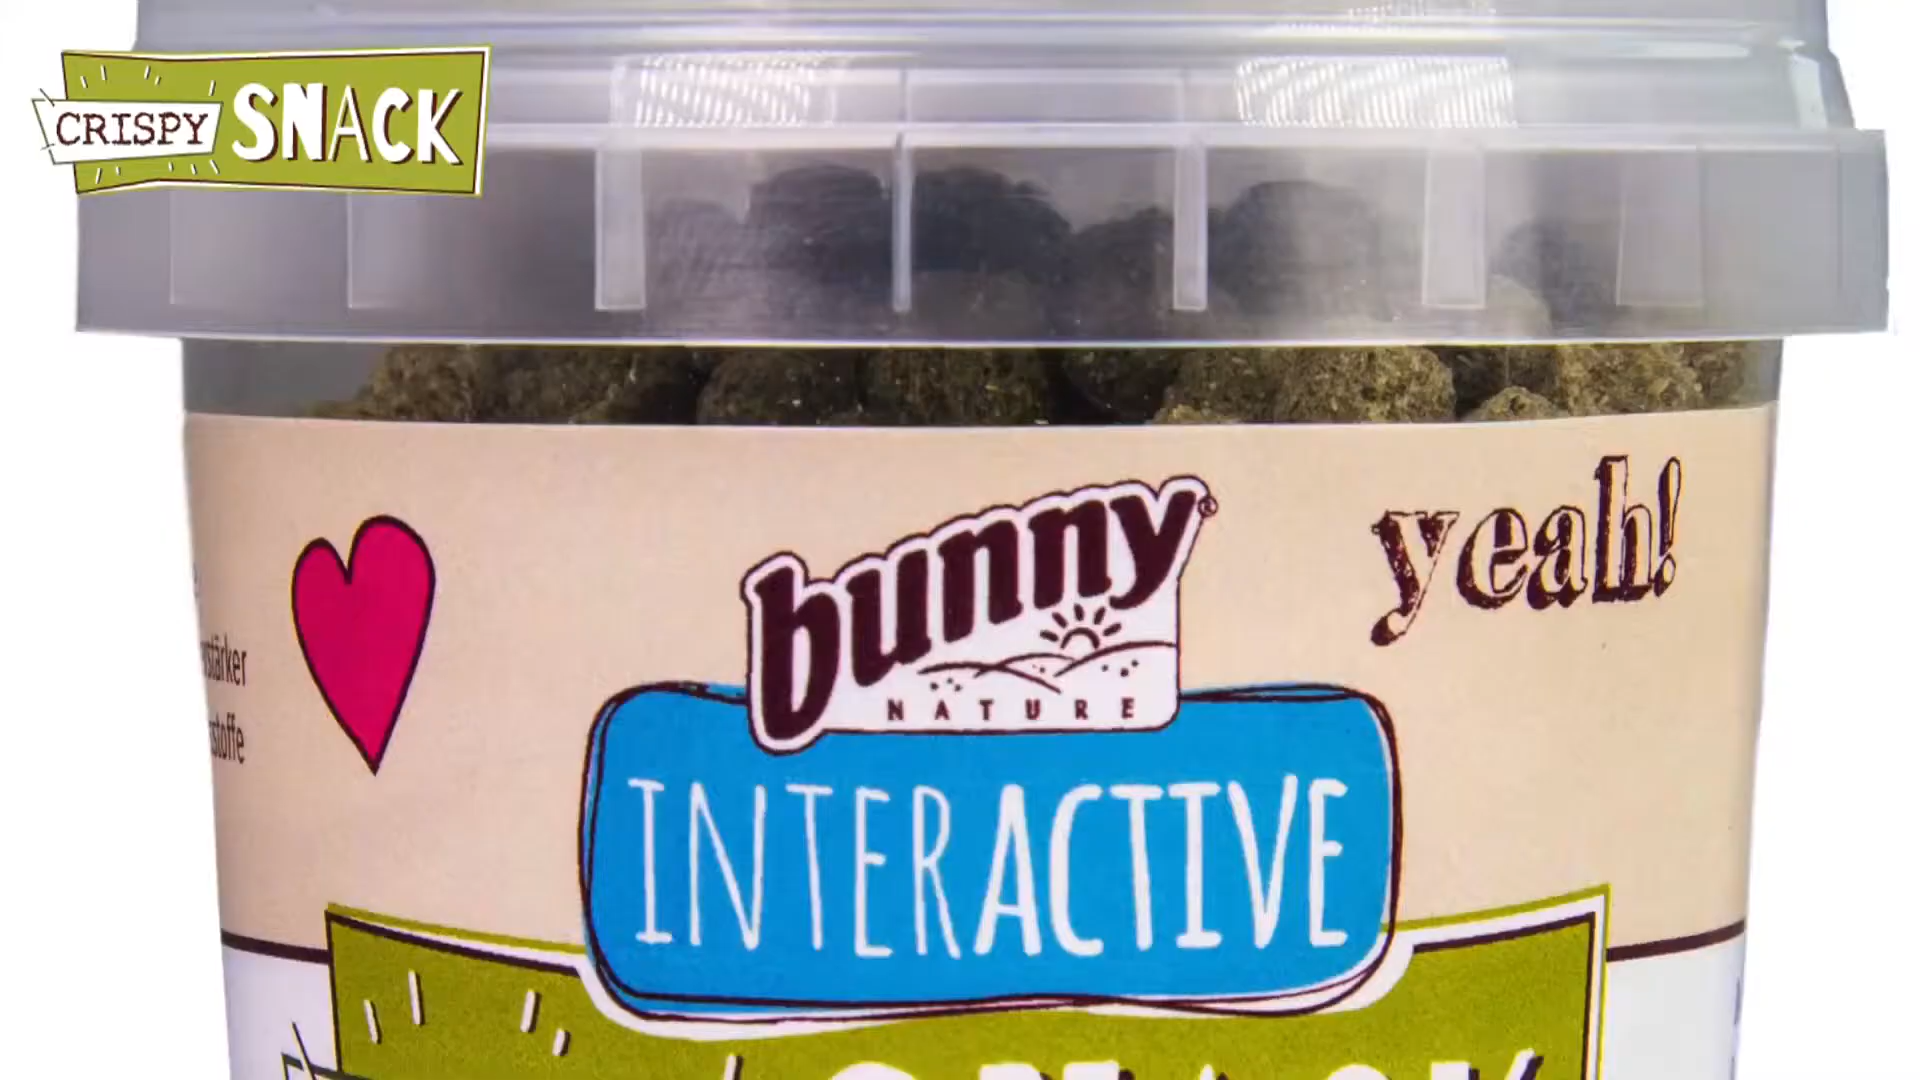 CRISPY SNACK
yeah!
bunny®
NATURE
INTERACTIVE